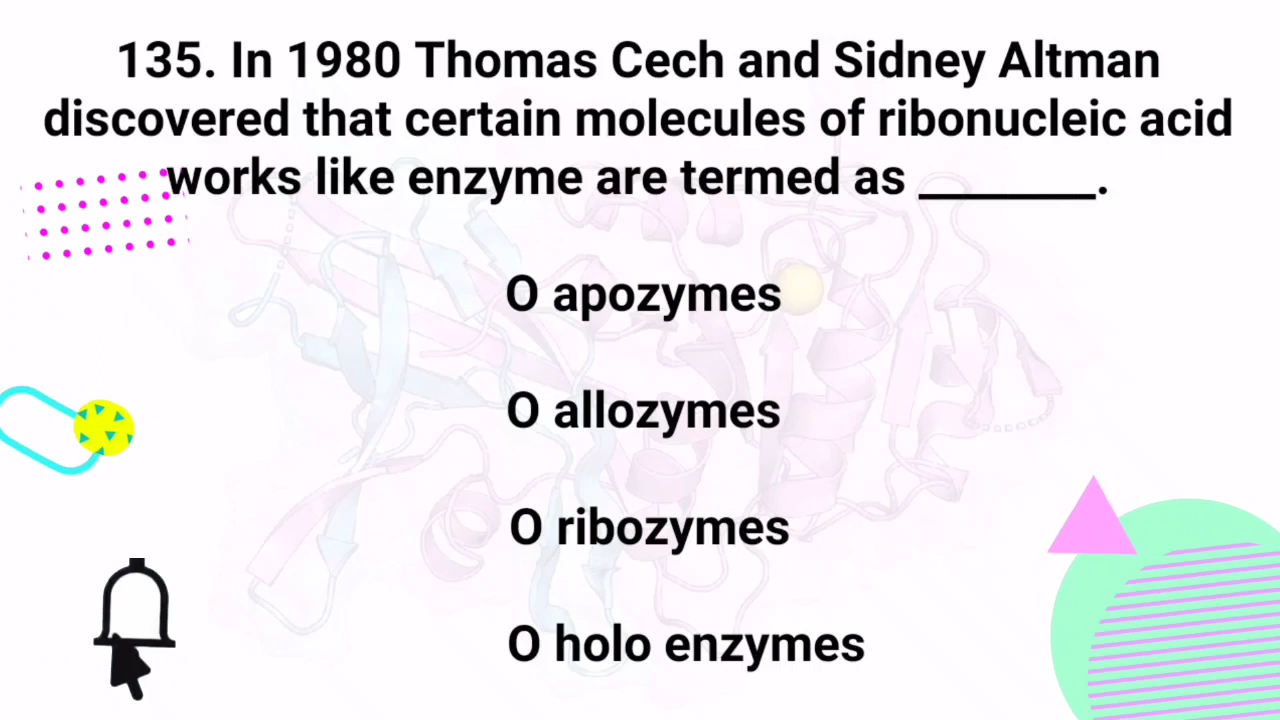 135. In 1980 Thomas Cech and Sidney Altman
discovered that certain molecules of ribonucleic acid
works like enzyme are termed as ________.
O apozymes
O allozymes
O ribozymes
O holo enzymes